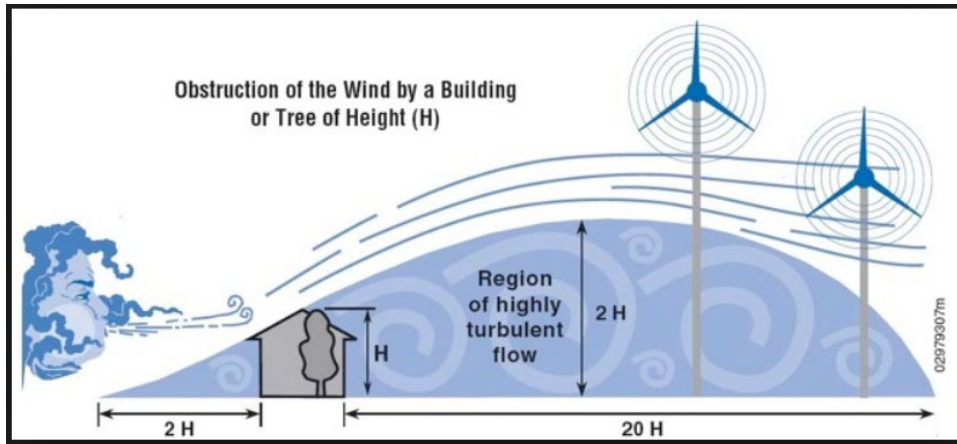 Obstruction of the Wind by a Building
or Tree of Height (H)
Region
of highly
turbulent
flow
2 H
H
02979307m
2 H
20 H